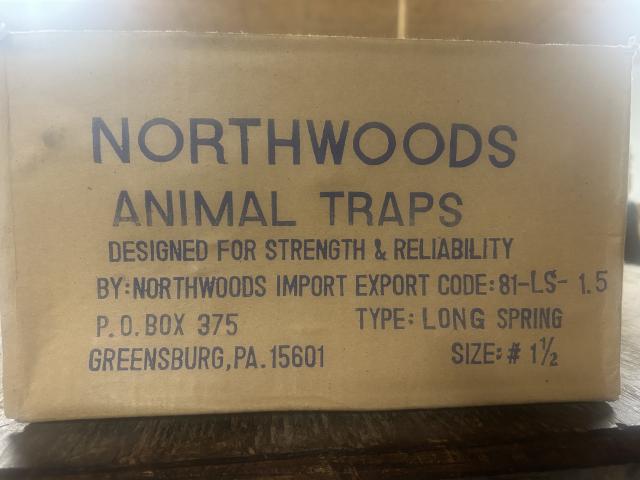 NORTHWOODS
ANIMAL TRAPS
DESIGNED FOR STRENGTH & RELIABILITY
BY:NORTHWOODS IMPORT EXPORT CODE: 81-LS- 1.5
P.O. BOX 375 TYPE: LONG SPRING
GREENSBURG, PA. 15601 SIZE: # 1½